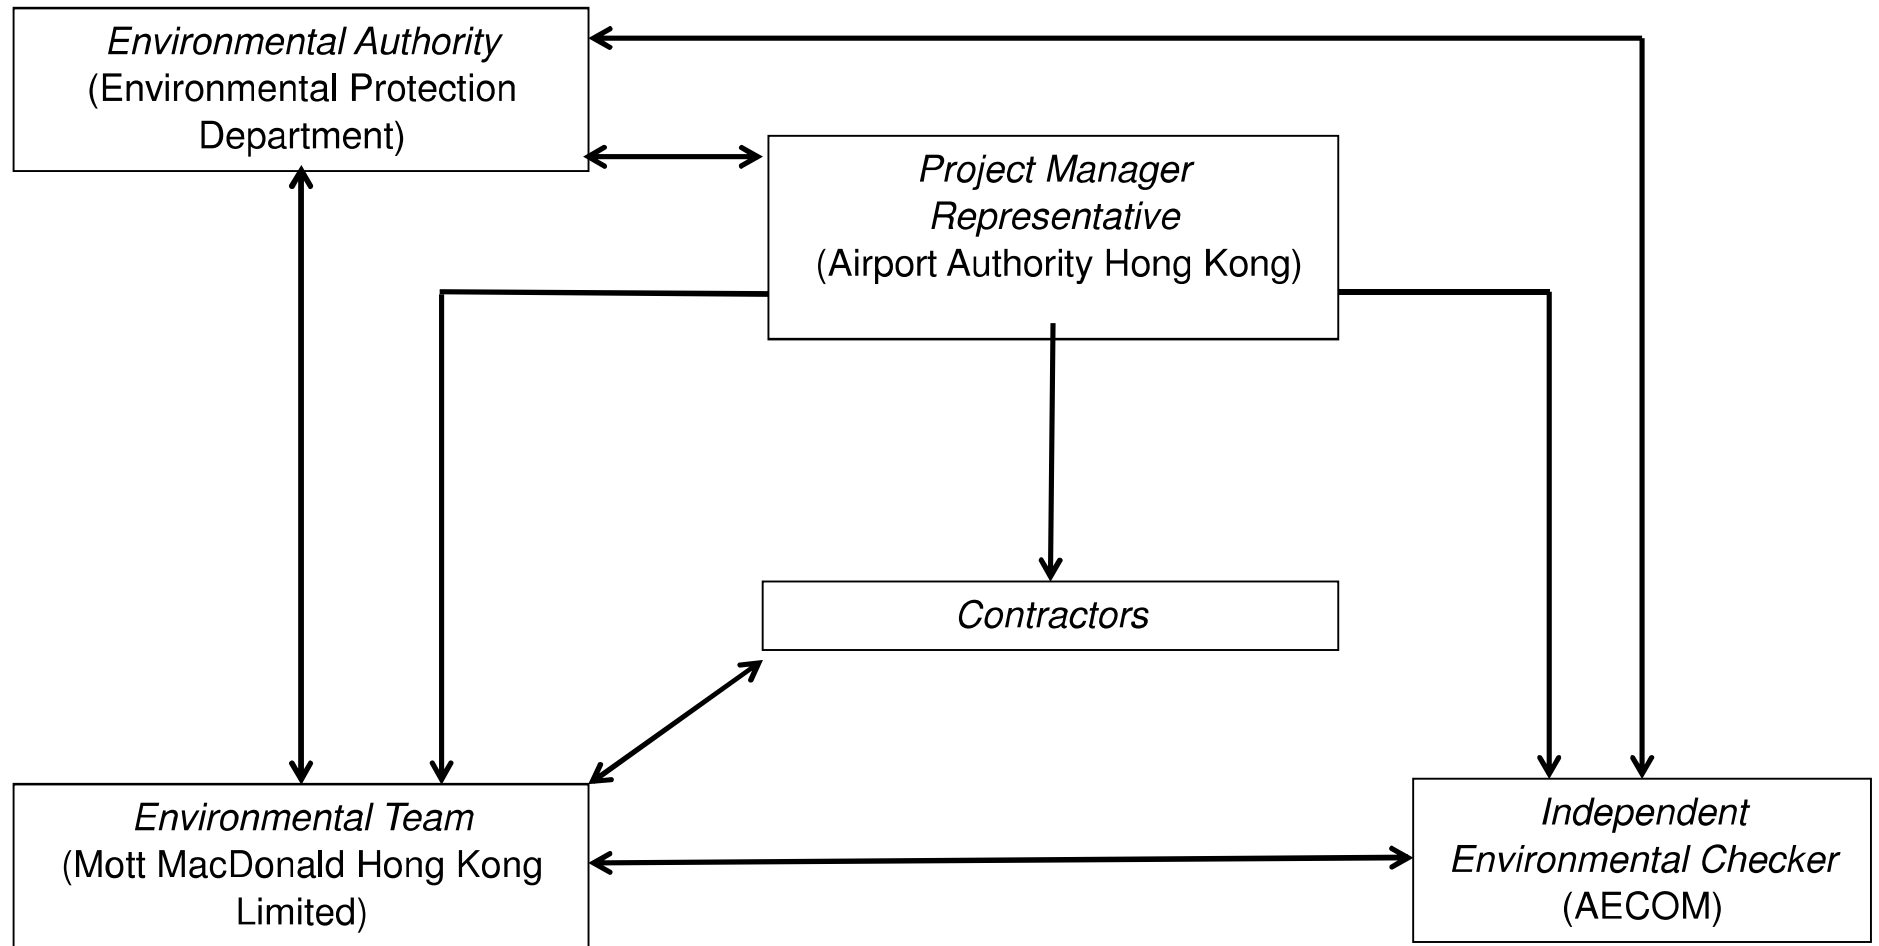 Environmental Authority
(Environmental Protection
Department)
Project Manager
Representative
(Airport Authority Hong Kong)
Contractors
Environmental Team
(Mott MacDonald Hong Kong
Limited)
Independent
Environmental Checker
(AECOM)